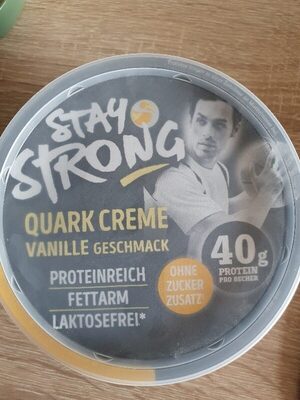 STAY
STRONG
QUARK CREME
VANILLE GESCHMACK
PROTEINREICH
FETTARM
LAKTOSEFREI*
OHNE
ZUCKER
ZUSATZ!
40g
PROTEIN
PRO BECHER